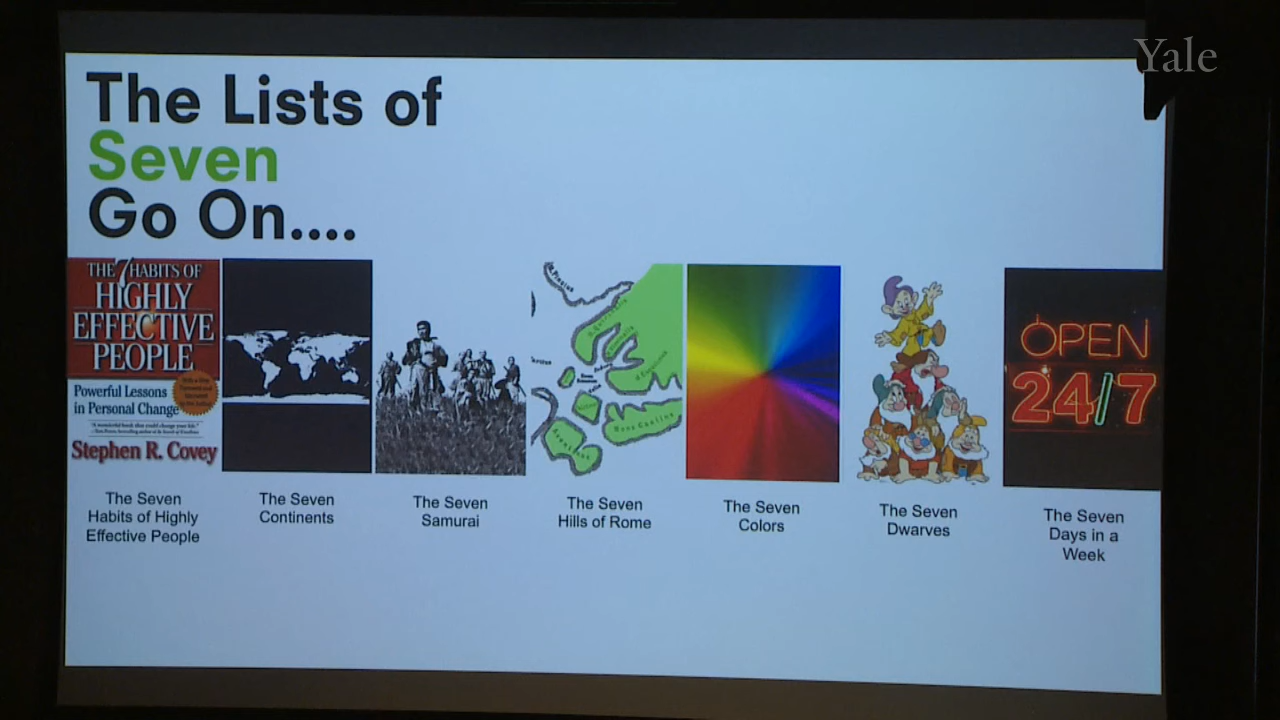 Yale
The Lists of
Seven
Go On....
THE 7 HABITS OF
HIGHLY
EFFECTIVE
PEOPLE
Powerful Lessons
in Personal Change
Stephen R. Covey
OPEN
24/7
The Seven
Habits of Highly
Effective People
The Seven
Continents
The Seven
Samurai
The Seven
Hills of Rome
The Seven
Colors
The Seven
Dwarves
The Seven
Days in a
Week